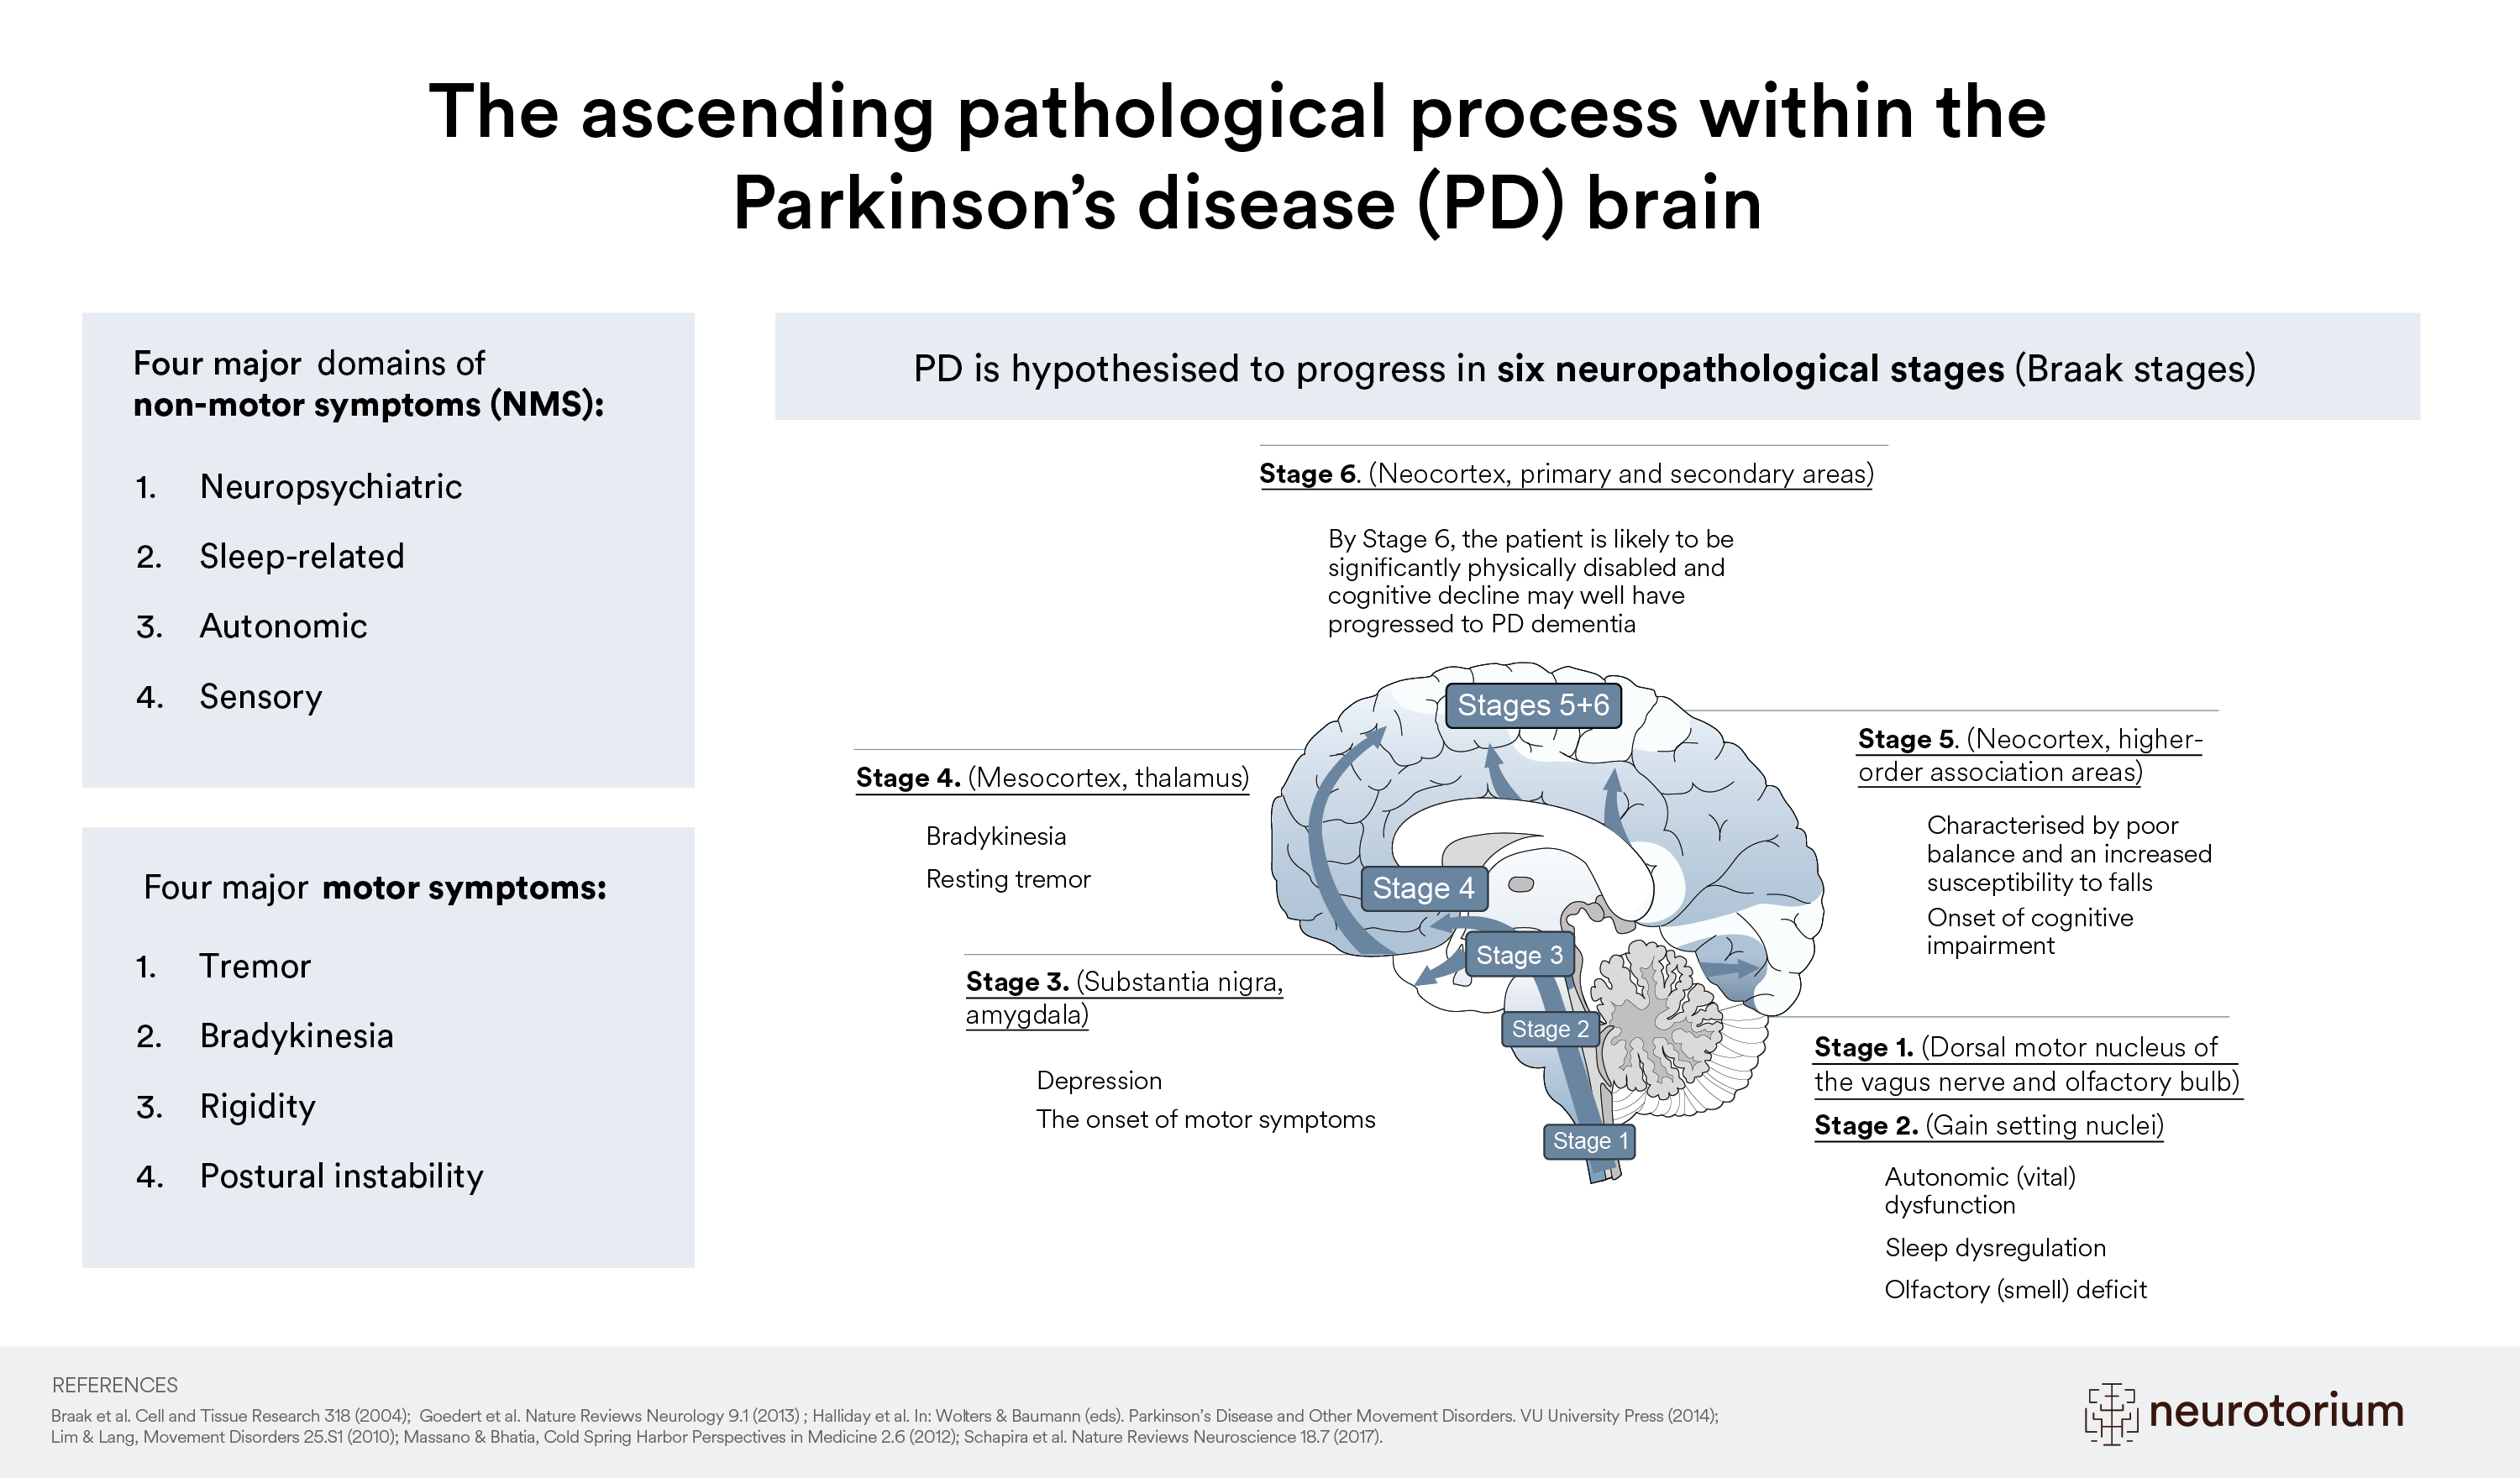 The ascending pathological process within the
Parkinson’s disease (PD) brain
Four major domains of
non-motor symptoms (NMS):
1. Neuropsychiatric
2. Sleep-related
3. Autonomic
4. Sensory
Four major motor symptoms:
1. Tremor
2. Bradykinesia
3. Rigidity
4. Postural instability
PD is hypothesised to progress in six neuropathological stages (Braak stages)
Stage 6. (Neocortex, primary and secondary areas)
By Stage 6, the patient is likely to be
significantly physically disabled and
cognitive decline may well have
progressed to PD dementia
Stage 4. (Mesocortex, thalamus)
Bradykinesia
Resting tremor
Stage 3. (Substantia nigra,
amygdala)
Depression
The onset of motor symptoms
Stages 5+6
Stage 4
Stage 3
Stage 2
Stage 1
Stage 5. (Neocortex, higher-
order association areas)
Characterised by poor
balance and an increased
susceptibility to falls
Onset of cognitive
impairment
Stage 1. (Dorsal motor nucleus of
the vagus nerve and olfactory bulb)
Stage 2. (Gain setting nuclei)
Autonomic (vital)
dysfunction
Sleep dysregulation
Olfactory (smell) deficit
REFERENCES
Braak et al. Cell and Tissue Research 318 (2004); Goedert et al. Nature Reviews Neurology 9.1 (2013) ; Halliday et al. In: Wolters & Baumann (eds). Parkinson’s Disease and Other Movement Disorders. VU University Press (2014);
Lim & Lang, Movement Disorders 25.S1 (2010); Massano & Bhatia, Cold Spring Harbor Perspectives in Medicine 2.6 (2012); Schapira et al. Nature Reviews Neuroscience 18.7 (2017).
neurotorium